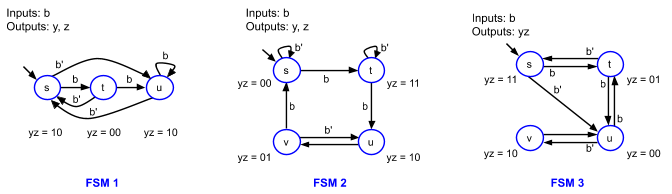 Inputs: b
Outputs: y, z
b'
b
s
b
t
u
b'
b'
yz = 10
yz = 00
yz = 10
FSM 1
Inputs: b
Outputs: y, z
b'
b'
s
t
yz = 00
b
yz = 11
b
b
b'
v
u
yz = 01
yz = 10
FSM 2
Inputs: b
Outputs: yz
b'
s
t
b
yz = 11
yz = 01
b'
b
b
v
u
yz = 10
b'
yz = 00
FSM 3